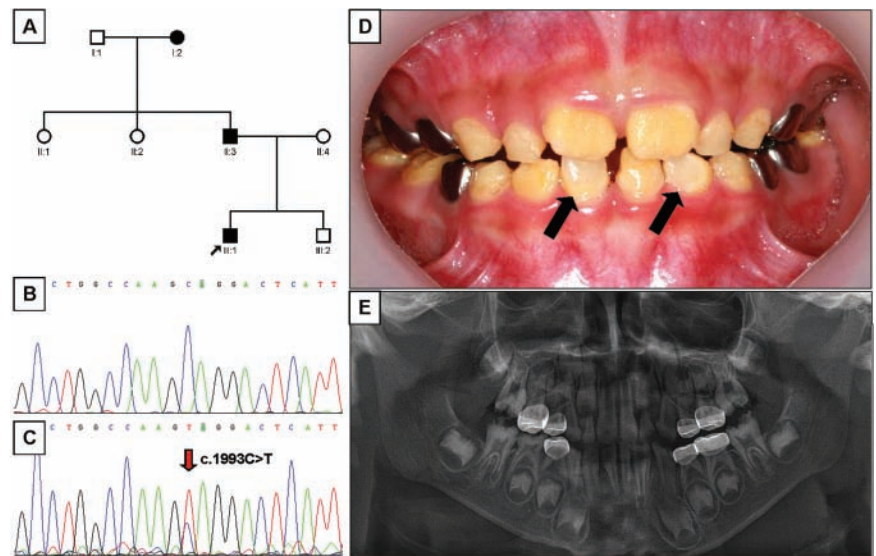 A
I:1 I:2
II:1 II:2 II:3 II:4
III:1 III:2
B
C T G G C C A A G C G G A C T C A T T
C
C T G G C C A A G T G G A C T C A T T
c.1993C>T
D
E